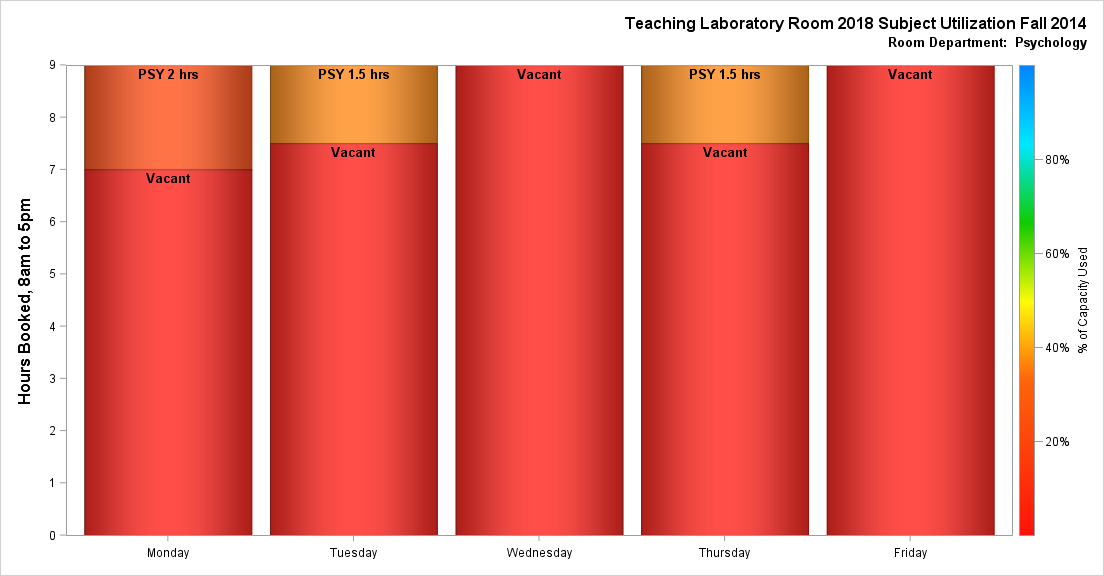 Teaching Laboratory Room 2018 Subject Utilization Fall 2014
Room Department:  Psychology
Hours Booked, 8am to 5pm
9
8
7
6
5
4
3
2
1
0
PSY 2 hrs
Vacant
PSY 1.5 hrs
Vacant
Vacant
PSY 1.5 hrs
Vacant
Vacant
Monday
Tuesday
Wednesday
Thursday
Friday
80%
60%
40%
20%
% of Capacity Used